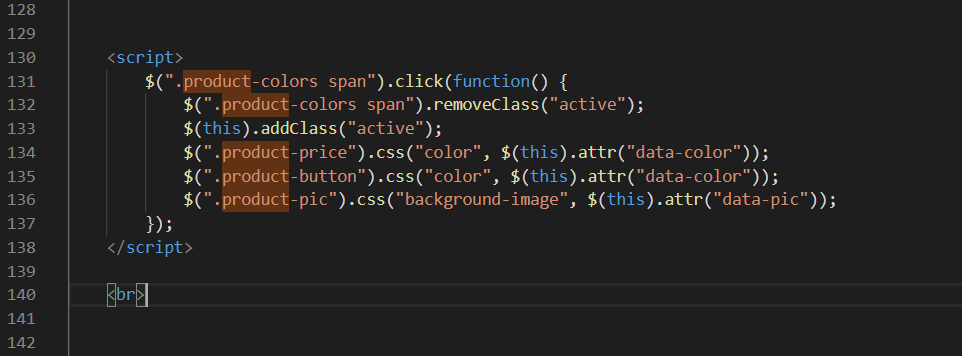 128
129
130 <script>
131 $(".product-colors span").click(function() {
132 $(".product-colors span").removeClass("active");
133 $(this).addClass("active");
134 $(".product-price").css("color", $(this).attr("data-color"));
135 $(".product-button").css("color", $(this).attr("data-color"));
136 $(".product-pic").css("background-image", $(this).attr("data-pic"));
137 });
138 </script>
139
140 <br>
141
142